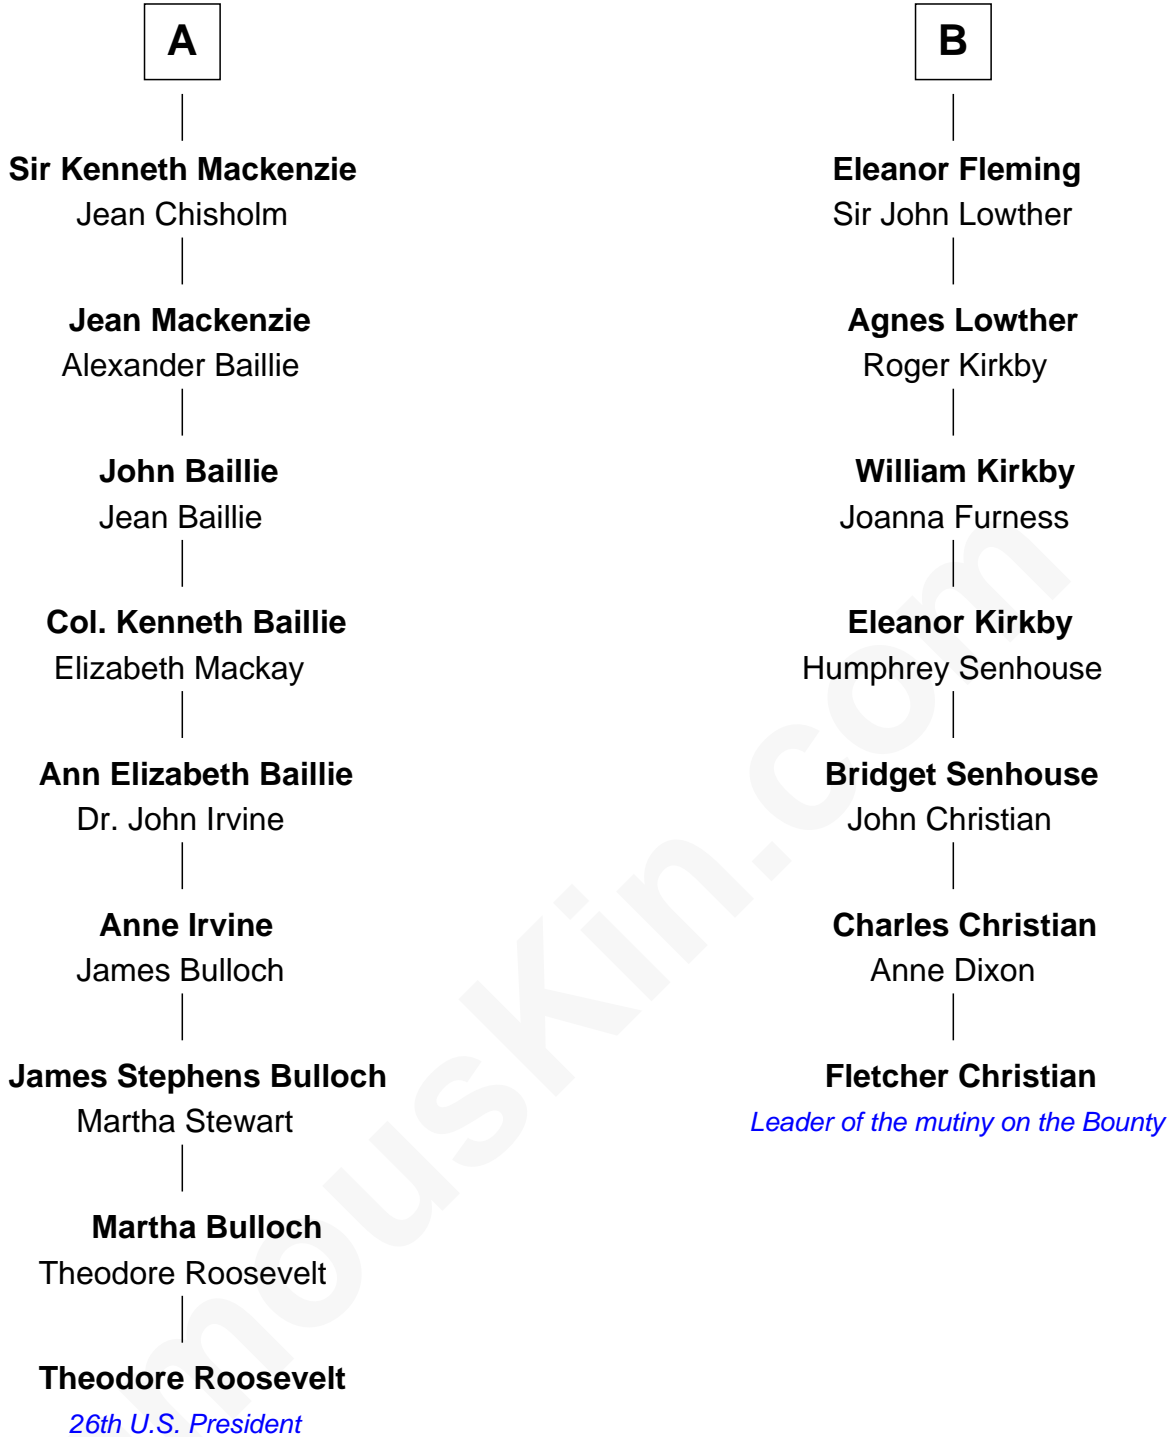 A
Sir Kenneth Mackenzie
Jean Chisholm
Jean Mackenzie
Alexander Baillie
John Baillie
Jean Baillie
Col. Kenneth Baillie
Elizabeth Mackay
Ann Elizabeth Baillie
Dr. John Irvine
Anne Irvine
James Bulloch
James Stephens Bulloch
Martha Stewart
Martha Bulloch
Theodore Roosevelt
Theodore Roosevelt
26th U.S. President
B
Eleanor Fleming
Sir John Lowther
Agnes Lowther
Roger Kirkby
William Kirkby
Joanna Furness
Eleanor Kirkby
Humphrey Senhouse
Bridget Senhouse
John Christian
Charles Christian
Anne Dixon
Fletcher Christian
Leader of the mutiny on the Bounty
mousKin.com